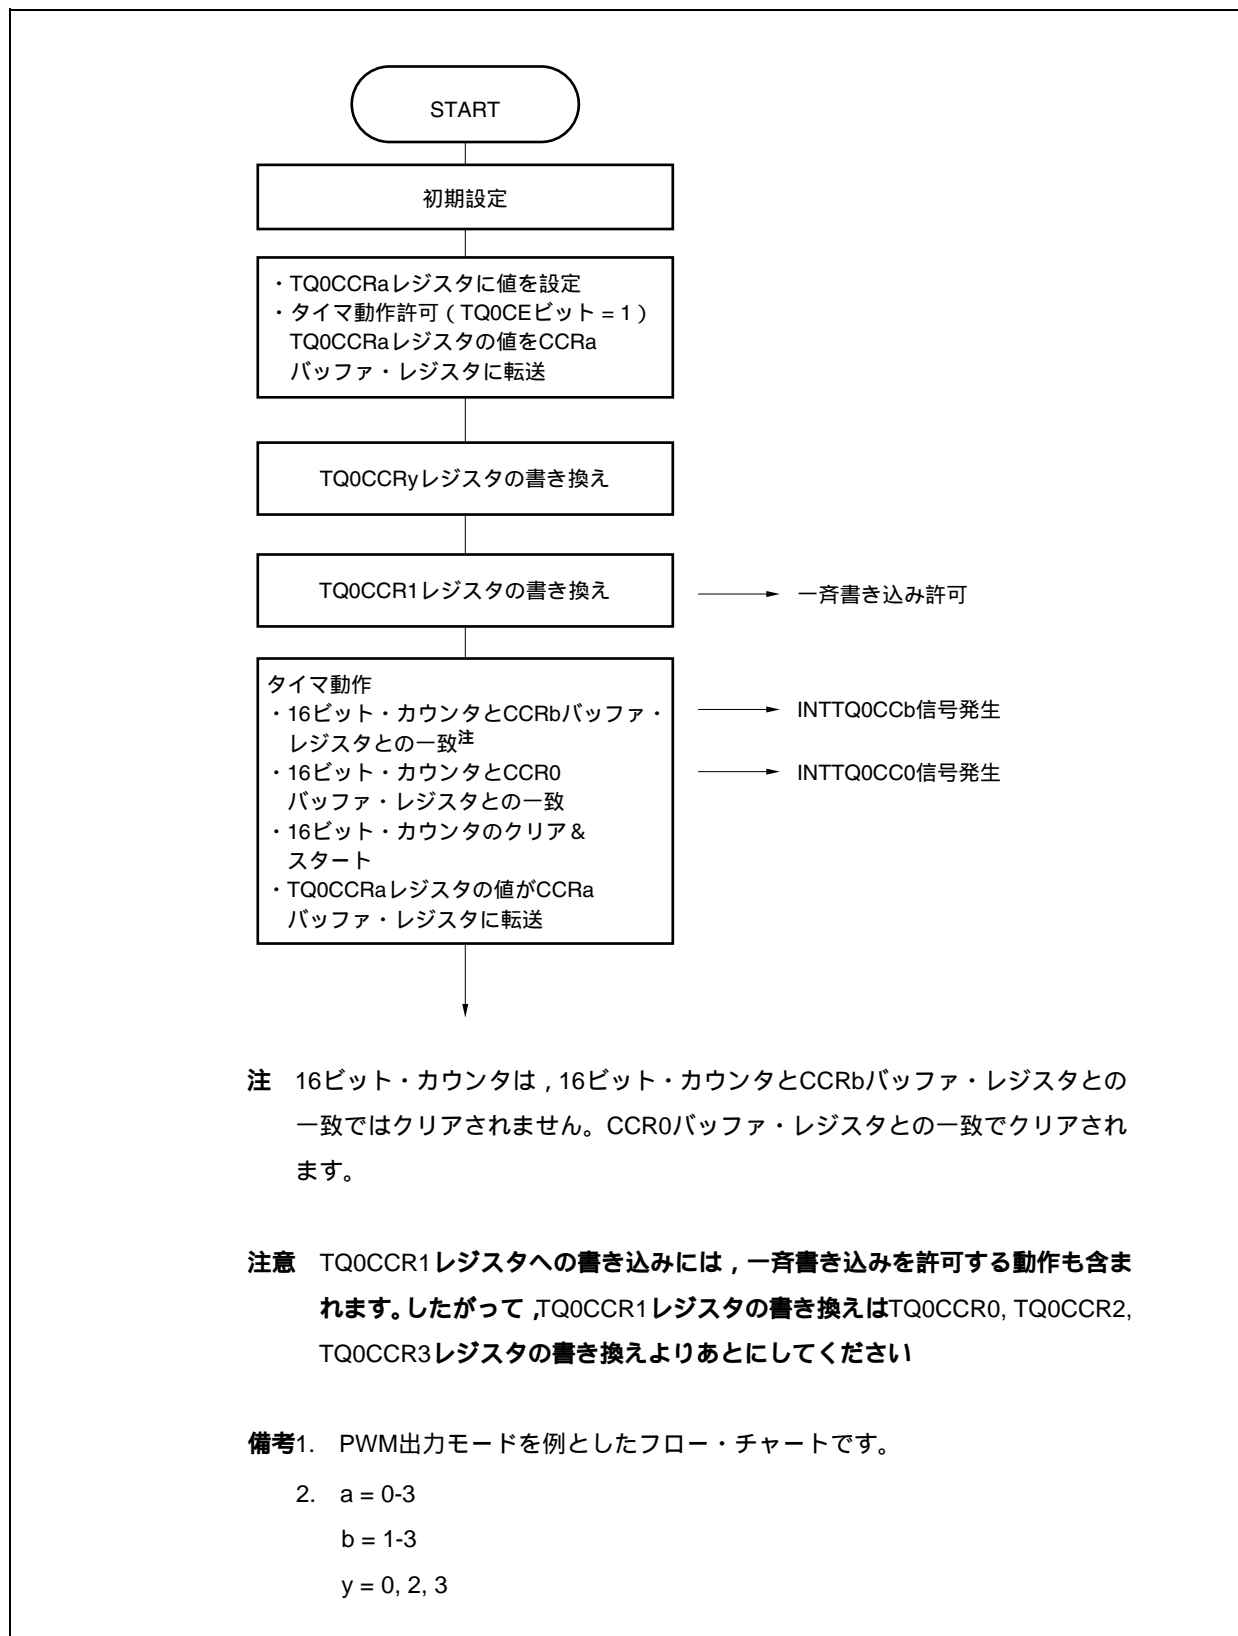 START
初期設定
・TQ0CCRaレジスタに値を設定
・タイマ動作許可（TQ0CEビット = 1）
TQ0CCRaレジスタの値をCCRa
バッファ・レジスタに転送
TQ0CCRyレジスタの書き換え
TQ0CCR1レジスタの書き換え
一斉書き込み許可
タイマ動作
・16ビット・カウンタとCCRbバッファ・
レジスタとの一致注
・16ビット・カウンタとCCR0
バッファ・レジスタとの一致
・16ビット・カウンタのクリア＆
スタート
・TQ0CCRaレジスタの値がCCRa
バッファ・レジスタに転送
INTTQ0CCb信号発生
INTTQ0CC0信号発生
注 16ビット・カウンタは，16ビット・カウンタとCCRbバッファ・レジスタとの
一致ではクリアされません。CCR0バッファ・レジスタとの一致でクリアされ
ます。
注意 TQ0CCR1レジスタへの書き込みには，一斉書き込みを許可する動作も含ま
れます。したがって，TQ0CCR1レジスタの書き換えはTQ0CCR0, TQ0CCR2,
TQ0CCR3レジスタの書き換えよりあとにしてください
備考1. PWM出力モードを例としたフロー・チャートです。
2. a = 0-3
b = 1-3
y = 0, 2, 3